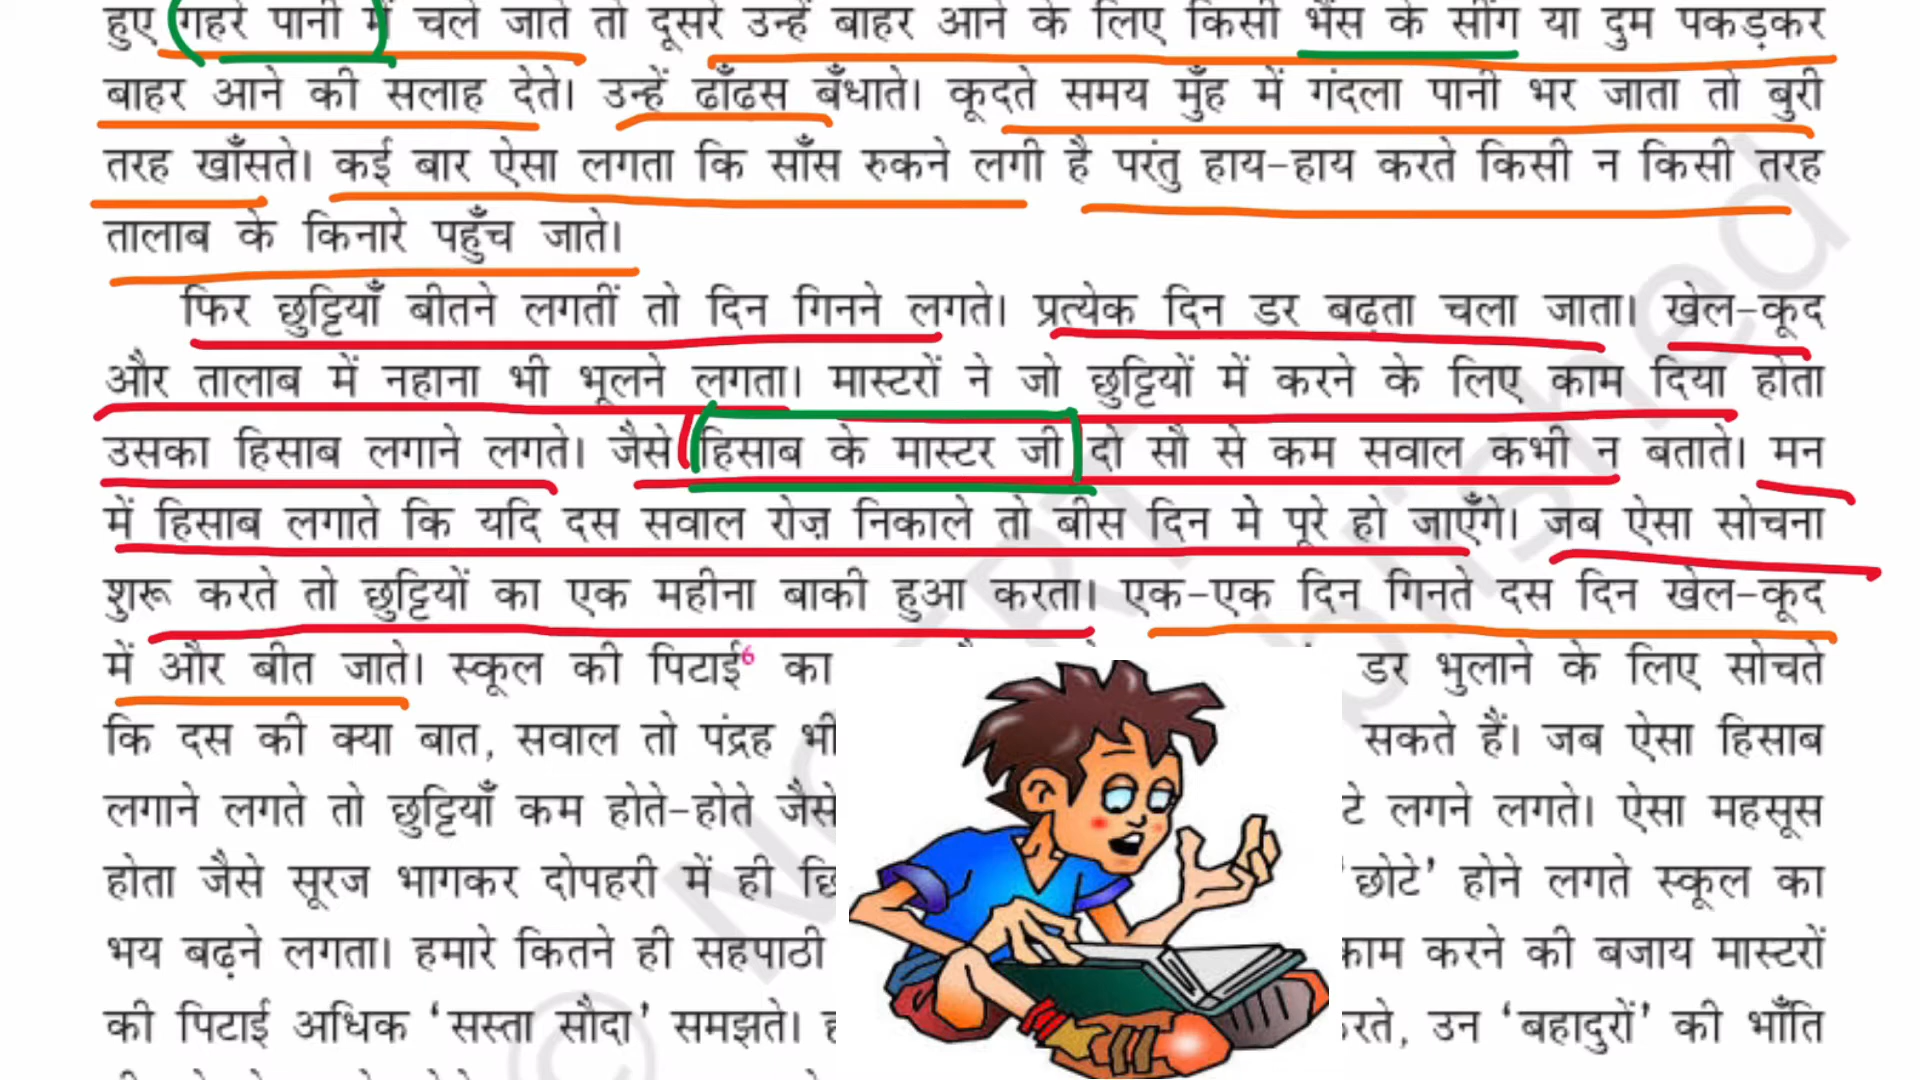 हुए गहरे पानी में चले जाते तो दूसरे उन्हें बाहर आने के लिए किसी भैंस के सींग या दुम पकड़कर
बाहर आने की सलाह देते। उन्हें ढाँढस बँधाते। कूदते समय मुँह में गंदला पानी भर जाता तो बुरी
तरह खाँसते। कई बार ऐसा लगता कि साँस रुकने लगी है परंतु हाय-हाय करते किसी न किसी तरह
तालाब के किनारे पहुँच जाते।
फिर छुट्टियाँ बीतने लगतीं तो दिन गिनने लगते। प्रत्येक दिन डर बढ़ता चला जाता। खेल-कूद
और तालाब में नहाना भी भूलने लगता। मास्टरों ने जो छुट्टियों में करने के लिए काम दिया होता
उसका हिसाब लगाने लगते। जैसे हिसाब के मास्टर जी दो सौ से कम सवाल कभी न बताते। मन
में हिसाब लगाते कि यदि दस सवाल रोज़ निकाले तो बीस दिन में पूरे हो जाएँगे। जब ऐसा सोचना
शुरू करते तो छुट्टियों का एक महीना बाकी हुआ करता। एक-एक दिन गिनते दस दिन खेल-कूद
में और बीत जाते। स्कूल की पिटाई6 का डर भुलाने के लिए सोचते
कि दस की क्या बात, सवाल तो पंद्रह भी सकते हैं। जब ऐसा हिसाब
लगाने लगते तो छुट्टियाँ कम होते-होते जैसे लगने लगते। ऐसा महसूस
होता जैसे सूरज भागकर दोपहरी में ही 'छोटे' होने लगते स्कूल का
भय बढ़ने लगता। हमारे कितने ही सहपाठी काम करने की बजाय मास्टरों
की पिटाई अधिक 'सस्ता सौदा' समझते। उन 'बहादुरों' की भाँति